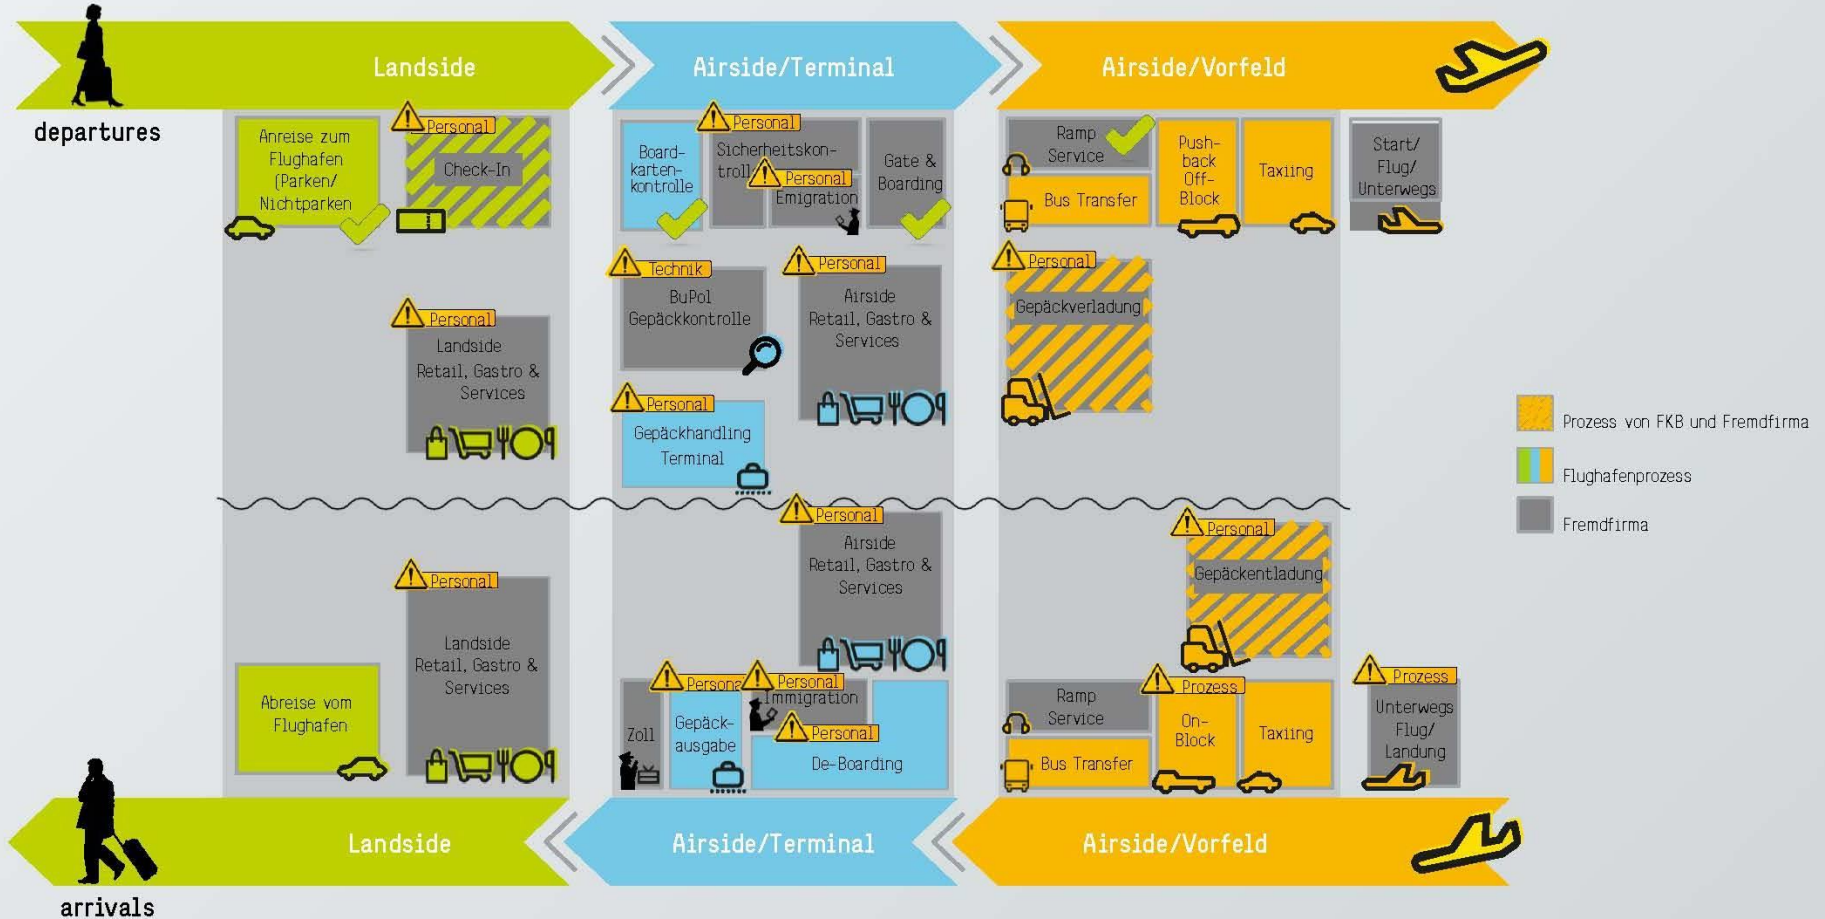 Landside
Airside/Terminal
Airside/Vorfeld
departures
Anreise zum
Flughafen
(Parken/
Nichtparken
Personal
Check-In
Personal
Landside
Retail, Gastro &
Services
Board-
karten-
kontrolle
Personal
Sicherheitskon-
trolle
Personal
Emigration
Gate &
Boarding
Technik
BuPol
Gepäckkontrolle
Personal
Airside
Retail, Gastro &
Services
Personal
Gepäckhandling
Terminal
Ramp
Service
Bus Transfer
Push-
back
Off-
Block
Taxiing
Start/
Flug/
Unterwegs
Personal
Gepäckverladung
Prozess von FKB und Fremdfirma
Flughafenprozess
Fremdfirma
Abreise vom
Flughafen
Personal
Landside
Retail, Gastro &
Services
Personal
Airside
Retail, Gastro &
Services
Zoll
Personal
Gepäck-
ausgabe
Personal
Immigration
Personal
De-Boarding
Personal
Gepäckentladung
Ramp
Service
Bus Transfer
Prozess
On-
Block
Taxiing
Prozess
Unterwegs
Flug/
Landung
Landside
Airside/Terminal
Airside/Vorfeld
arrivals